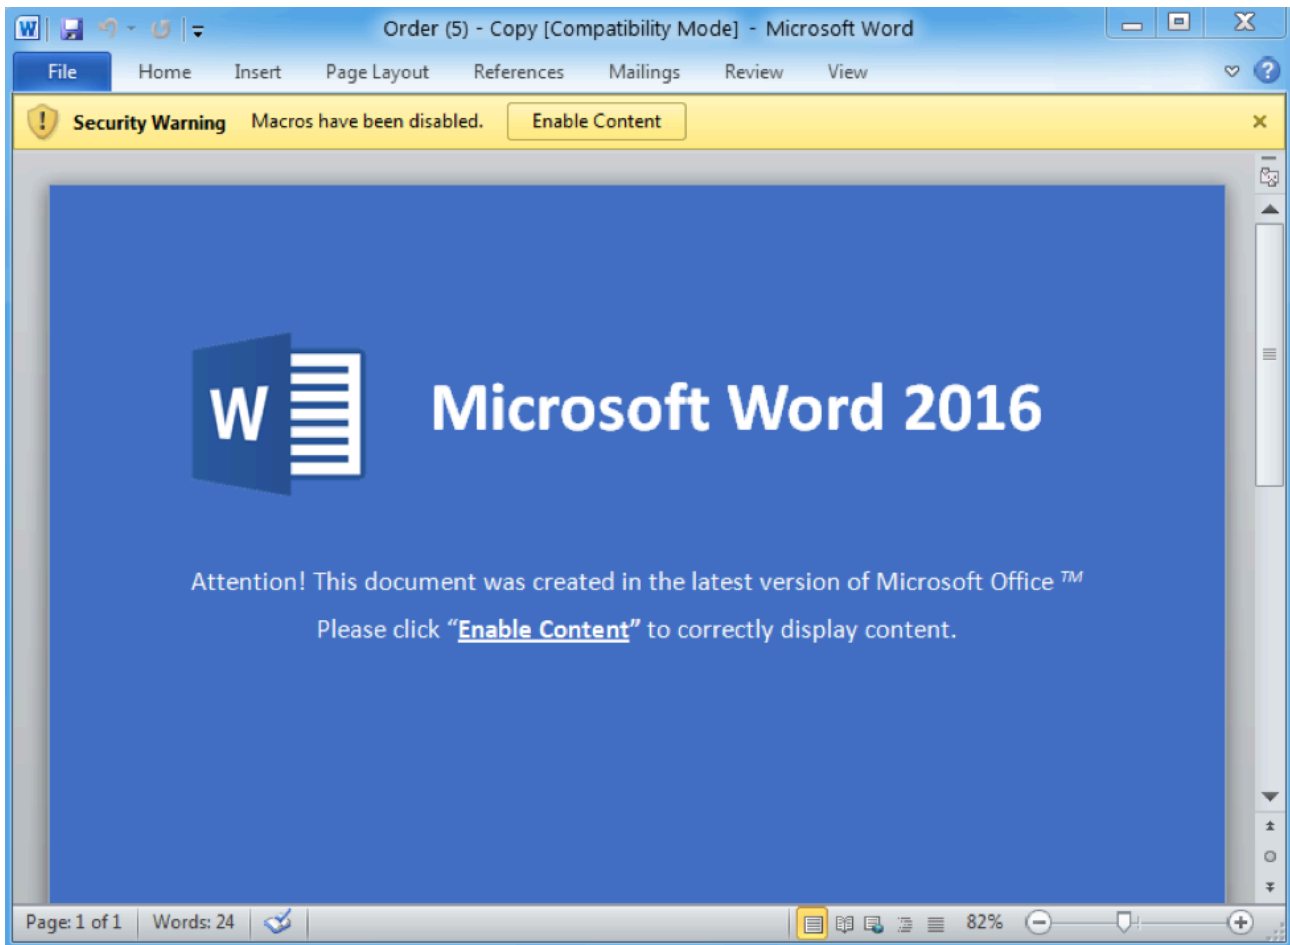 W
Order (5) - Copy [Compatibility Mode] - Microsoft Word
File Home Insert Page Layout References Mailings Review View
Security Warning Macros have been disabled. Enable Content
W Microsoft Word 2016
Attention! This document was created in the latest version of Microsoft Office TM
Please click “Enable Content” to correctly display content.
Page: 1 of 1 Words: 24 82%